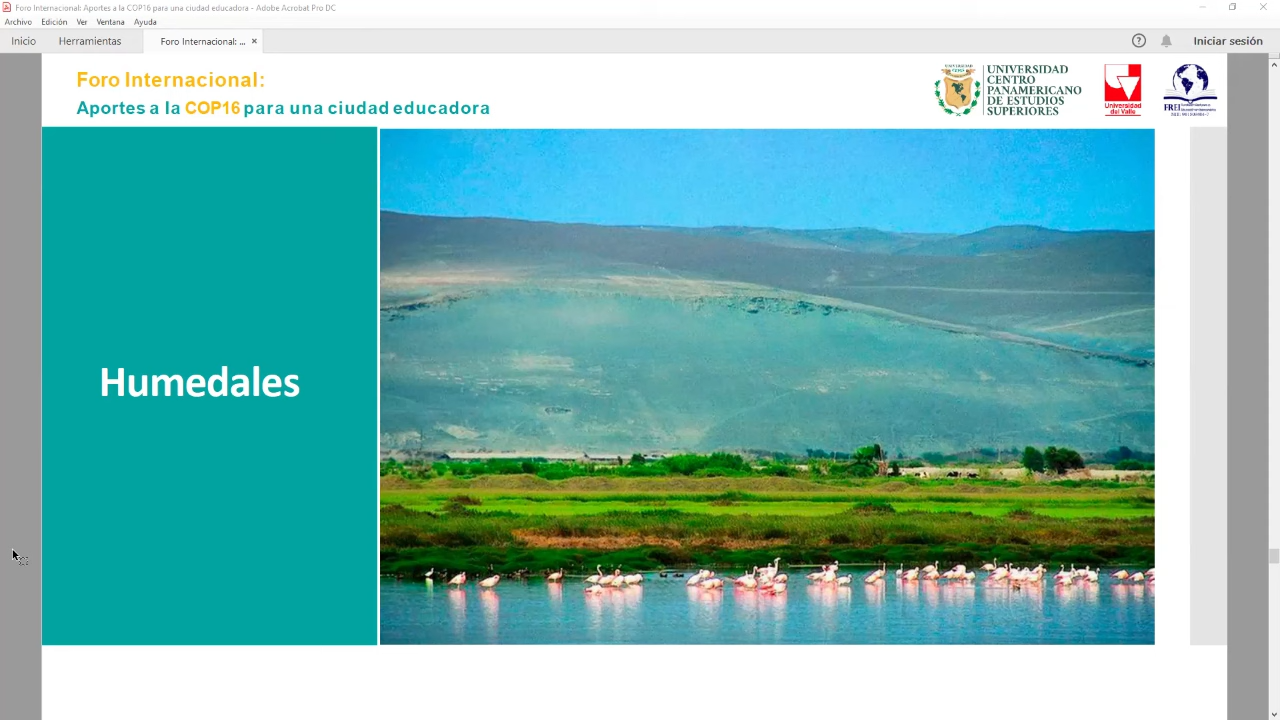 Foro Internacional: Aportes a la COP16 para una ciudad educadora - Adobe Acrobat Pro DC
Archivo Edición Ver Ventana Ayuda
Inicio Herramientas Foro Internacional: ... × Iniciar sesión
Foro Internacional:
Aportes a la COP16 para una ciudad educadora
UNIVERSIDAD
CENTRO
PANAMERICANO
DE ESTUDIOS
SUPERIORES
Universidad
del Valle
FREI
Humedales